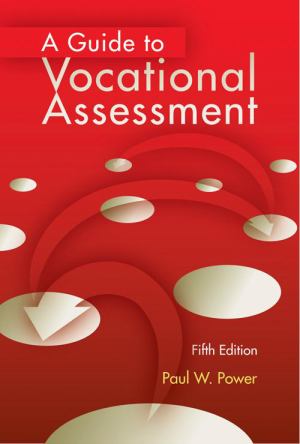 A Guide to
Vocational
Assessment
Fifth Edition
Paul W. Power